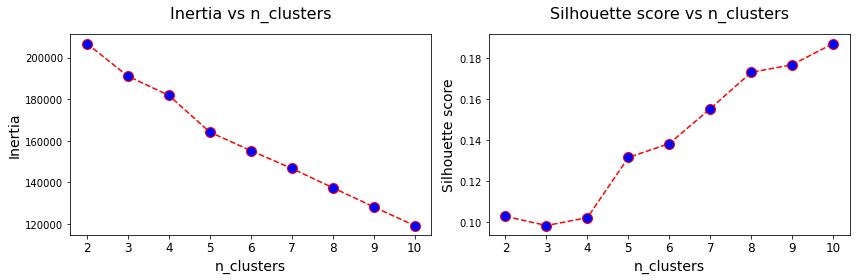 Inertia vs n_clusters
Silhouette score vs n_clusters
Inertia
200000
180000
160000
140000
120000
2 3 4 5 6 7 8 9 10
n_clusters
Silhouette score
0.18
0.16
0.14
0.12
0.10
2 3 4 5 6 7 8 9 10
n_clusters